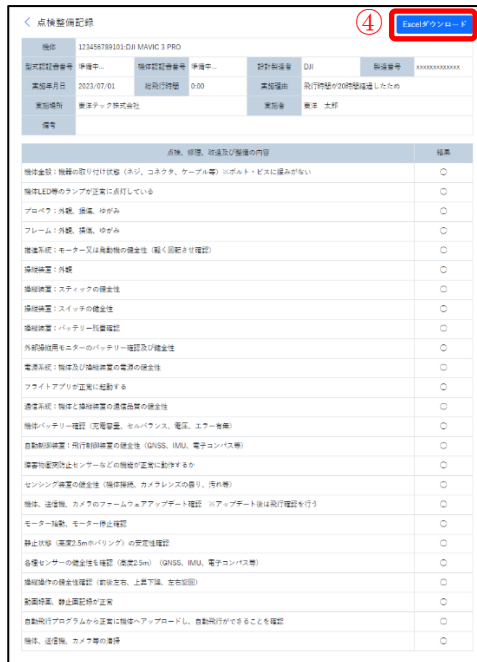 点検整備記録
④
Excelダウンロード
機体 123456789101:DJI MAVIC 3 PRO
型式認証書番号 準備中... 機体認証書番号 準備中... 設計製造者 DJI 製造番号 xxxxxxxxxxxxx
実施年月日 2023/07/01 総飛行時間 0:00 実施理由 飛行時間が20時間経過したため
実施場所 東洋テック株式会社 実施者 東洋 太郎
備考
点検、修理、改造及び整備の内容 結果
機体全般:機器の取り付け状態(ネジ、コネクタ、ケーブル等)※ボルト・ビスに緩みがない ○
機体LED等のランプが正常に点灯している ○
プロペラ:外観、損傷、ゆがみ ○
フレーム:外観、損傷、ゆがみ ○
推進系統:モーター又は発動機の健全性(軽く回転させ確認) ○
操縦装置:外観 ○
操縦装置:スティックの健全性 ○
操縦装置:スイッチの健全性 ○
操縦装置:バッテリー残量確認 ○
外部操縦用モニターのバッテリー確認及び健全性 ○
電源系統:機体及び操縦装置の電源の健全性 ○
フライトアプリが正常に起動する ○
通信系統:機体と操縦装置の通信品質の健全性 ○
機体バッテリー確認(充電容量、セルバランス、電圧、エラー有無) ○
自動制御装置:飛行制御装置の健全性(GNSS、IMU、電子コンパス等) ○
障害物衝突防止センサーなどの機能が正常に動作するか ○
センシング装置の健全性(機体接続、カメラレンズの曇り、汚れ等) ○
機体、送信機、カメラのファームウェアアップデート確認 ※アップデート後は飛行確認を行う ○
モーター始動、モーター停止確認 ○
静止状態(高度2.5mホバリング)の安定性確認 ○
各種センサーの健全性を確認(高度2.5m)(GNSS、IMU、電子コンパス等) ○
操縦操作の健全性確認(前後左右、上昇下降、左右旋回) ○
動画録画、静止画記録が正常 ○
自動飛行プログラムから正常に機体へアップロードし、自動飛行ができることを確認 ○
機体、送信機、カメラ等の清掃 ○